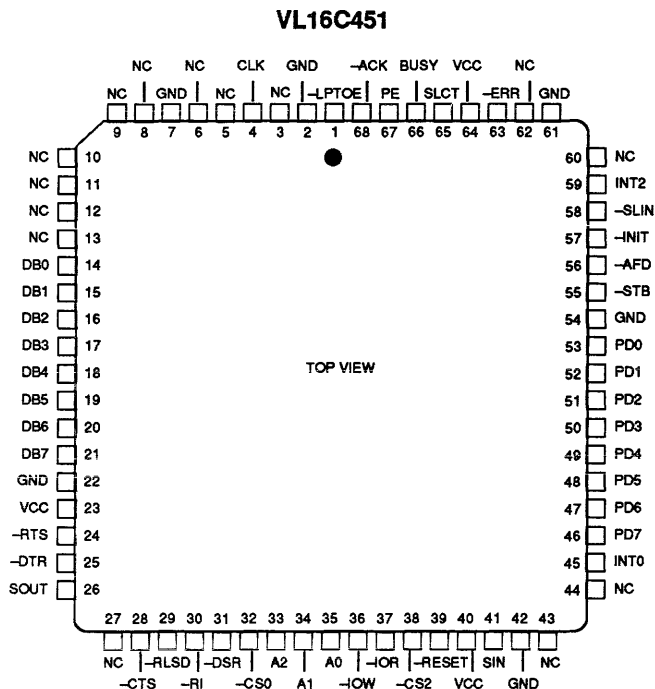 VL16C451
NC NC CLK GND –ACK BUSY VCC NC
NC GND NC NC –LPTOE PE SLCT –ERR GND
9 8 7 6 5 4 3 2 1 68 67 66 65 64 63 62 61
NC 10 60 NC
NC 11 59 INT2
NC 12 58 –SLIN
NC 13 57 –INIT
DB0 14 56 –AFD
DB1 15 55 –STB
DB2 16 54 GND
DB3 17 53 PD0
TOP VIEW
DB4 18 52 PD1
DB5 19 51 PD2
DB6 20 50 PD3
DB7 21 49 PD4
GND 22 48 PD5
VCC 23 47 PD6
–RTS 24 46 PD7
–DTR 25 45 INT0
SOUT 26 44 NC
27 28 29 30 31 32 33 34 35 36 37 38 39 40 41 42 43
NC –RLSD –DSR A2 A0 –IOR –RESET SIN NC
–CTS –RI –CS0 A1 –IOW –CS2 VCC GND